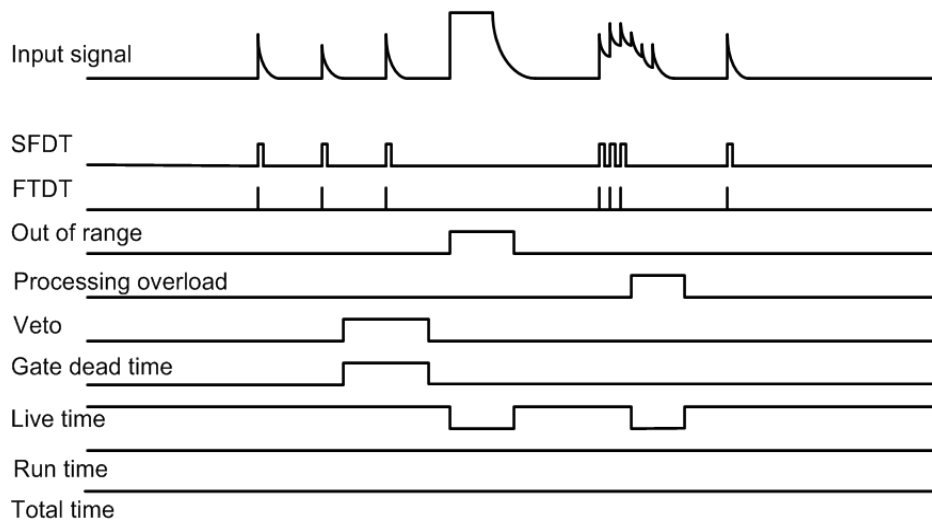 Input signal
SFDT
FTDT
Out of range
Processing overload
Veto
Gate dead time
Live time
Run time
Total time